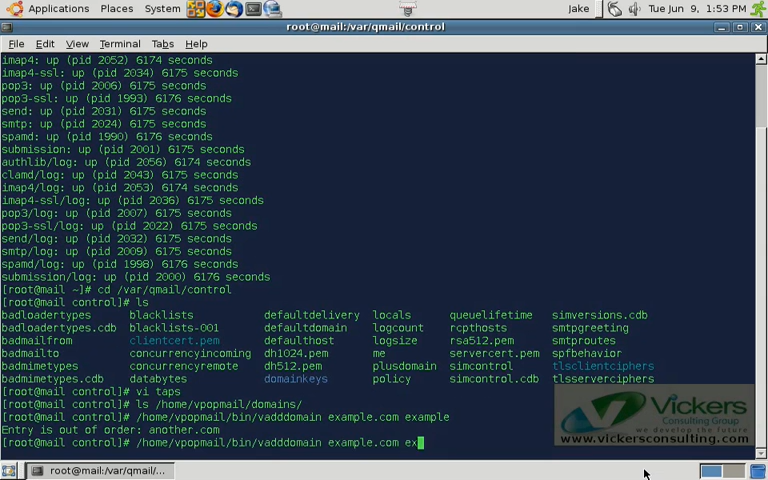 Applications Places System Jake Tue Jun 9, 1:53 PM
root@mail:/var/qmail/control
File Edit View Terminal Tabs Help
imap4: up (pid 2052) 6174 seconds
imap4-ssl: up (pid 2034) 6175 seconds
pop3: up (pid 2006) 6175 seconds
pop3-ssl: up (pid 1993) 6176 seconds
send: up (pid 2031) 6175 seconds
smtp: up (pid 2024) 6175 seconds
spamd: up (pid 1990) 6176 seconds
submission: up (pid 2001) 6175 seconds
authlib/log: up (pid 2056) 6174 seconds
clamd/log: up (pid 2043) 6175 seconds
imap4/log: up (pid 2053) 6174 seconds
imap4-ssl/log: up (pid 2036) 6175 seconds
pop3/log: up (pid 2007) 6175 seconds
pop3-ssl/log: up (pid 2022) 6175 seconds
send/log: up (pid 2032) 6175 seconds
smtp/log: up (pid 2009) 6175 seconds
spamd/log: up (pid 1998) 6176 seconds
submission/log: up (pid 2000) 6176 seconds
[root@mail ~]# cd /var/qmail/control
[root@mail control]# ls
badloadertypes blacklists defaultdelivery locals queuelifetime simversions.cdb
badloadertypes.cdb blacklists-001 defaultdomain logcount rcpthosts smtpgreeting
badmailfrom clientcert.pem defaulthost logsize rsa512.pem smtproutes
badmailto concurrencyincoming dh1024.pem me servercert.pem spfbehavior
badmimetypes concurrencyremote dh512.pem plusdomain simcontrol tlsclientciphers
badmimetypes.cdb databytes domainkeys policy simcontrol.cdb tlsserverciphers
[root@mail control]# vi taps
[root@mail control]# ls /home/vpopmail/domains/
[root@mail control]# /home/vpopmail/bin/vadddomain example.com example
Entry is out of order: another.com
[root@mail control]# /home/vpopmail/bin/vadddomain example.com ex
Vickers
Consulting Group
we develop the future
www.vickersconsulting.com
root@mail:/var/qmail/...